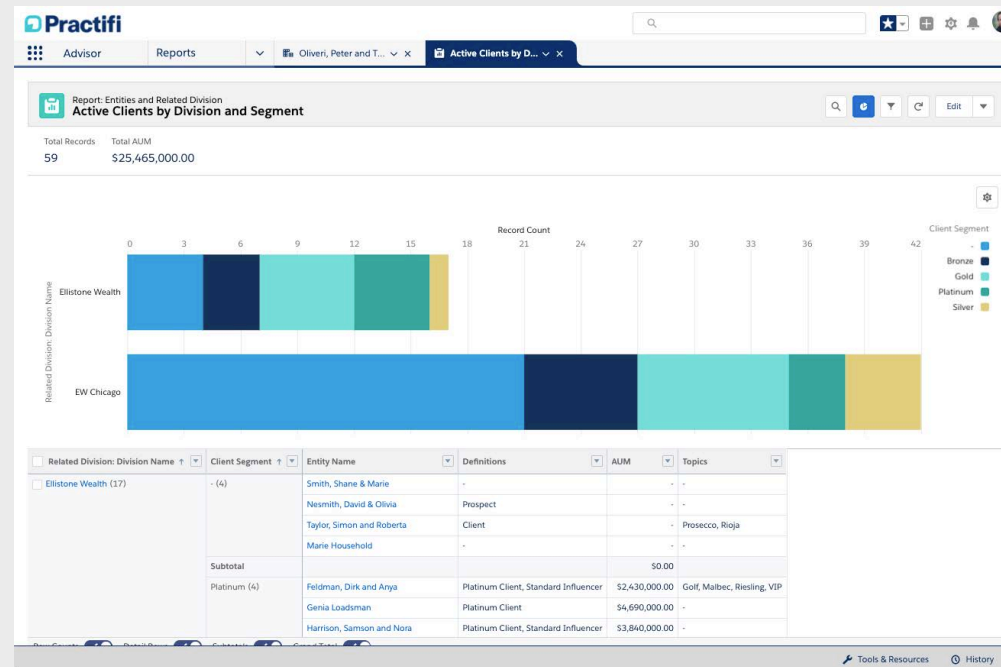 Practifi
Advisor
Reports
Oliveri, Peter and T...
Active Clients by D...
Report: Entities and Related Division
Active Clients by Division and Segment
Edit
Total Records Total AUM
59 $25,465,000.00
Record Count
0 3 6 9 12 15 18 21 24 27 30 33 36 39 42
Client Segment
-
Bronze
Gold
Platinum
Silver
Related Division: Division Name
Ellistone Wealth
EW Chicago
Related Division: Division Name ↑ Client Segment ↑ Entity Name Definitions AUM Topics
Ellistone Wealth (17) - (4) Smith, Shane & Marie - - -
Nesmith, David & Olivia Prospect - -
Taylor, Simon and Roberta Client - Prosecco, Rioja
Marie Household - - -
Subtotal $0.00
Platinum (4) Feldman, Dirk and Anya Platinum Client, Standard Influencer $2,430,000.00 Golf, Malbec, Riesling, VIP
Genia Loadsman Platinum Client $4,690,000.00 -
Harrison, Samson and Nora Platinum Client, Standard Influencer $3,840,000.00 -
Tools & Resources History